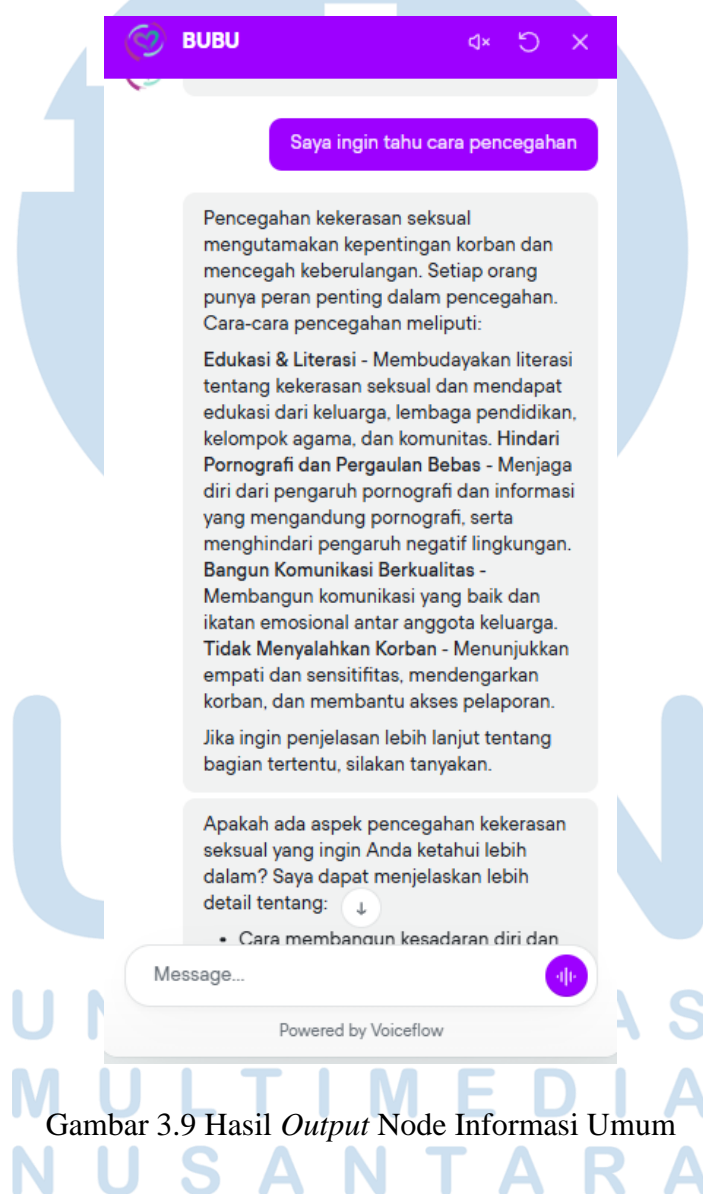 BUBU
Saya ingin tahu cara pencegahan
Pencegahan kekerasan seksual
mengutamakan kepentingan korban dan
mencegah keberulangan. Setiap orang
punya peran penting dalam pencegahan.
Cara-cara pencegahan meliputi:
Edukasi & Literasi - Membudayakan literasi
tentang kekerasan seksual dan mendapat
edukasi dari keluarga, lembaga pendidikan,
kelompok agama, dan komunitas. Hindari
Pornografi dan Pergaulan Bebas - Menjaga
diri dari pengaruh pornografi dan informasi
yang mengandung pornografi, serta
menghindari pengaruh negatif lingkungan.
Bangun Komunikasi Berkualitas -
Membangun komunikasi yang baik dan
ikatan emosional antar anggota keluarga.
Tidak Menyalahkan Korban - Menunjukkan
empati dan sensitifitas, mendengarkan
korban, dan membantu akses pelaporan.
Jika ingin penjelasan lebih lanjut tentang
bagian tertentu, silakan tanyakan.
Apakah ada aspek pencegahan kekerasan
seksual yang ingin Anda ketahui lebih
dalam? Saya dapat menjelaskan lebih
detail tentang:
• Cara membangun kesadaran diri dan
Message...
Powered by Voiceflow
Gambar 3.9 Hasil Output Node Informasi Umum
MULTIMEDIA
NUSANTARA